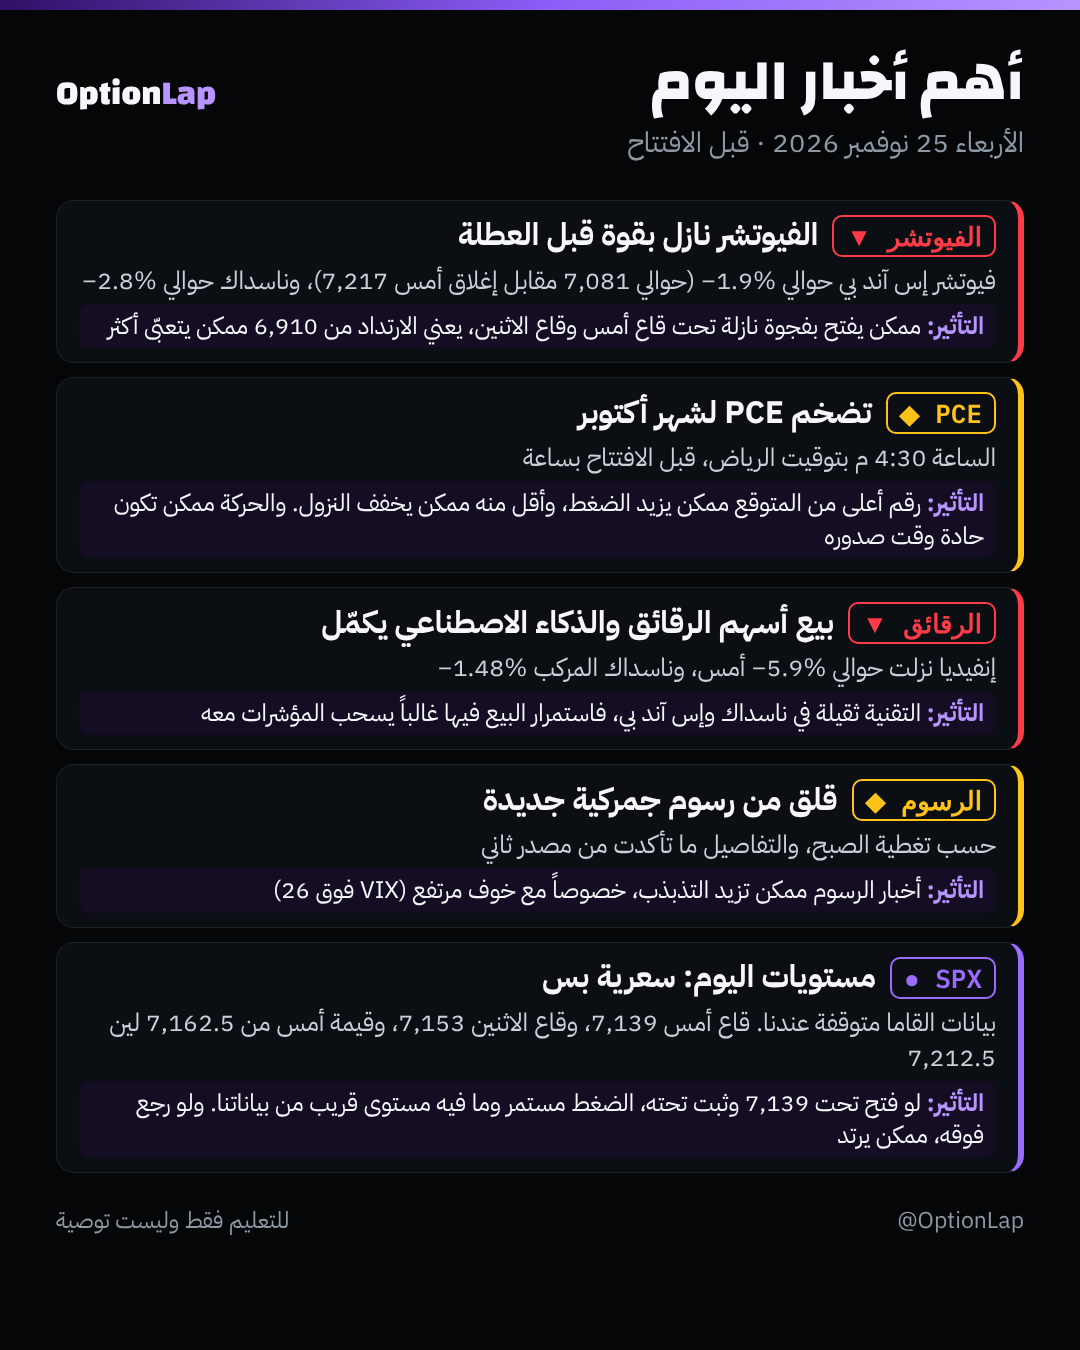 أهم أخبار اليوم
OptionLap
الأربعاء 25 نوفمبر 2026 · قبل الافتتاح
الفيوتشر ▼
الفيوتشر نازل بقوة قبل العطلة
فيوتشر إس آند بي حوالي 1.9%− (حوالي 7,081 مقابل إغلاق أمس 7,217)، وناسداك حوالي 2.8%−
التأثير: ممكن يفتح بفجوة نازلة تحت قاع أمس وقاع الاثنين، يعني الارتداد من 6,910 ممكن يتعبّى أكثر
PCE ◆
تضخم PCE لشهر أكتوبر
الساعة 4:30 م بتوقيت الرياض، قبل الافتتاح بساعة
التأثير: رقم أعلى من المتوقع ممكن يزيد الضغط، وأقل منه ممكن يخفف النزول. والحركة ممكن تكون
حادة وقت صدوره
الرقائق ▼
بيع أسهم الرقائق والذكاء الاصطناعي يكمّل
إنفيديا نزلت حوالي 5.9%− أمس، وناسداك المركب 1.48%−
التأثير: التقنية ثقيلة في ناسداك وإس آند بي، فاستمرار البيع فيها غالباً يسحب المؤشرات معه
الرسوم ◆
قلق من رسوم جمركية جديدة
حسب تغطية الصبح، والتفاصيل ما تأكدت من مصدر ثاني
التأثير: أخبار الرسوم ممكن تزيد التذبذب، خصوصاً مع خوف مرتفع (VIX فوق 26)
SPX ●
مستويات اليوم: سعرية بس
بيانات القاما متوقفة عندنا. قاع أمس 7,139، وقاع الاثنين 7,153، وقيمة أمس من 7,162.5 لين
7,212.5
التأثير: لو فتح تحت 7,139 وثبت تحته، الضغط مستمر وما فيه مستوى قريب من بياناتنا. ولو رجع
فوقه، ممكن يرتد
@OptionLap
للتعليم فقط وليست توصية